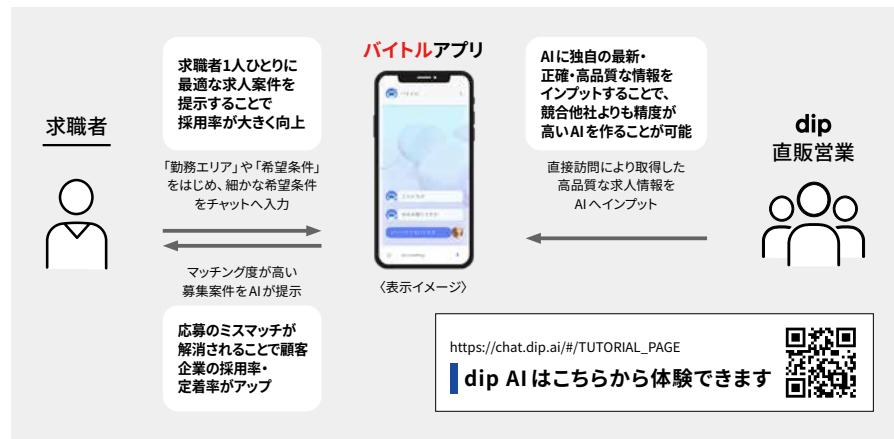 求職者
求職者1人ひとりに
最適な求人案件を
提示することで
採用率が大きく向上
「勤務エリア」や「希望条件」
をはじめ、細かな希望条件
をチャットへ入力
マッチング度が高い
募集案件をAIが提示
応募のミスマッチが
解消されることで顧客
企業の採用率・
定着率がアップ
バイトルアプリ
〈表示イメージ〉
AIに独自の最新・
正確・高品質な情報を
インプットすることで、
競合他社よりも精度が
高いAIを作ることが可能
直接訪問により取得した
高品質な求人情報を
AIへインプット
dip
直販営業
https://chat.dip.ai/#/TUTORIAL_PAGE
dip AIはこちらから体験できます